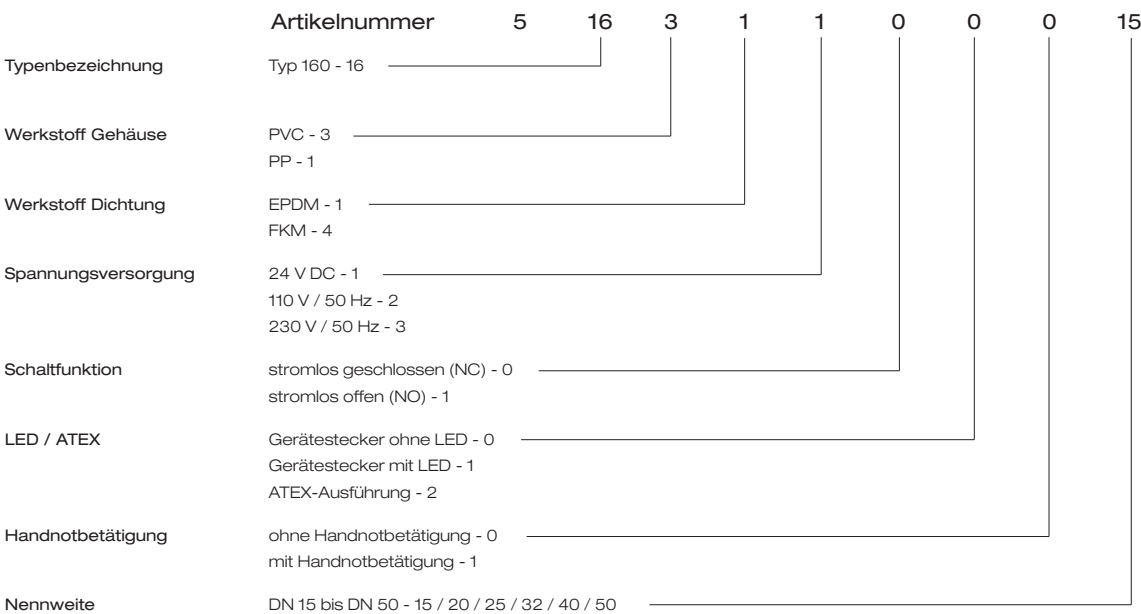 Artikelnummer 5 16 3 1 1 0 0 0 15
Typenbezeichnung Typ 160 - 16
Werkstoff Gehäuse PVC - 3
PP - 1
Werkstoff Dichtung EPDM - 1
FKM - 4
Spannungsversorgung 24 V DC - 1
110 V / 50 Hz - 2
230 V / 50 Hz - 3
Schaltfunktion stromlos geschlossen (NC) - 0
stromlos offen (NO) - 1
LED / ATEX Gerätestecker ohne LED - 0
Gerätestecker mit LED - 1
ATEX-Ausführung - 2
Handnotbetätigung ohne Handnotbetätigung - 0
mit Handnotbetätigung - 1
Nennweite DN 15 bis DN 50 - 15 / 20 / 25 / 32 / 40 / 50